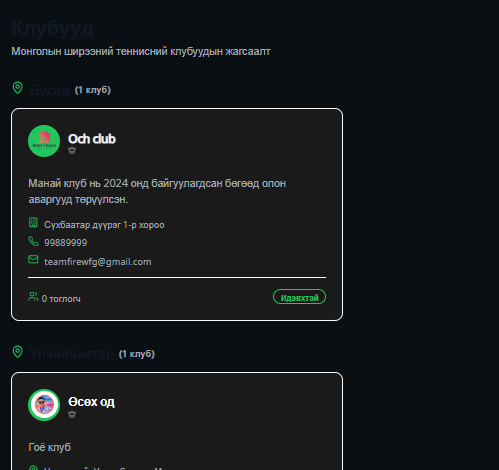 Клубууд
Монголын ширээний теннисний клубуудын жагсаалт
Бусад (1 клуб)
Och club
Манай клуб нь 2024 онд байгуулагдсан бөгөөд олон
аваргууд төрүүлсэн.
Сүхбаатар дүүрэг 1-р хороо
99889999
teamfirewfg@gmail.com
0 тоглогч
Идэвхтэй
Улаанбаатар (1 клуб)
Өсөх од
Гоё клуб